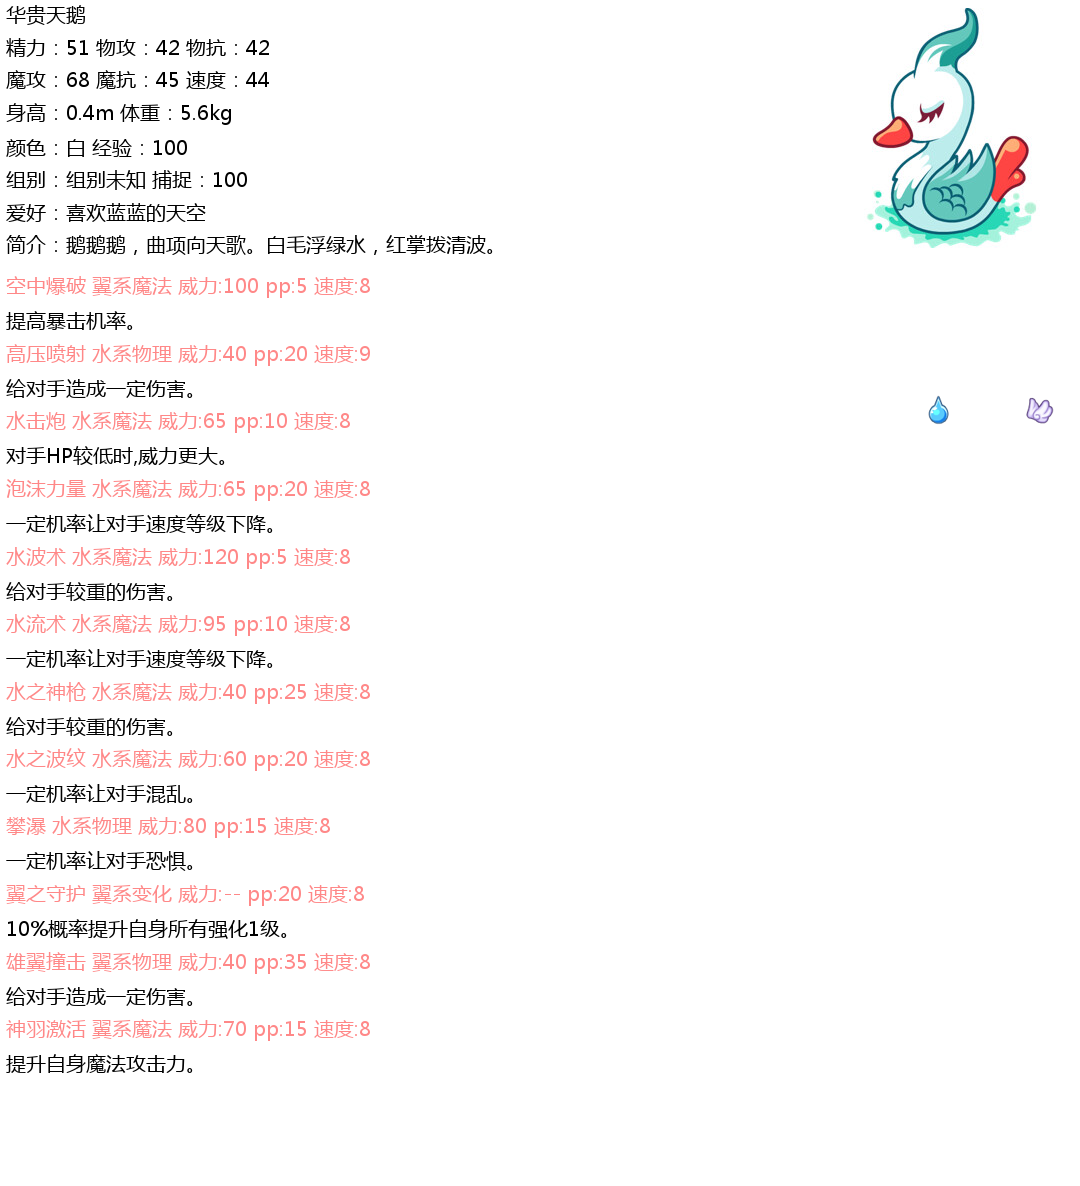 华贵天鹅
精力：51 物攻：42 物抗：42
魔攻：68 魔抗：45 速度：44
身高：0.4m 体重：5.6kg
颜色：白 经验：100
组别：组别未知 捕捉：100
爱好：喜欢蓝蓝的天空
简介：鹅鹅鹅，曲项向天歌。白毛浮绿水，红掌拨清波。
空中爆破 翼系魔法 威力:100 pp:5 速度:8
提高暴击机率。
高压喷射 水系物理 威力:40 pp:20 速度:9
给对手造成一定伤害。
水击炮 水系魔法 威力:65 pp:10 速度:8
对手HP较低时,威力更大。
泡沫力量 水系魔法 威力:65 pp:20 速度:8
一定机率让对手速度等级下降。
水波术 水系魔法 威力:120 pp:5 速度:8
给对手较重的伤害。
水流术 水系魔法 威力:95 pp:10 速度:8
一定机率让对手速度等级下降。
水之神枪 水系魔法 威力:40 pp:25 速度:8
给对手较重的伤害。
水之波纹 水系魔法 威力:60 pp:20 速度:8
一定机率让对手混乱。
攀瀑 水系物理 威力:80 pp:15 速度:8
一定机率让对手恐惧。
翼之守护 翼系变化 威力:-- pp:20 速度:8
10%概率提升自身所有强化1级。
雄翼撞击 翼系物理 威力:40 pp:35 速度:8
给对手造成一定伤害。
神羽激活 翼系魔法 威力:70 pp:15 速度:8
提升自身魔法攻击力。